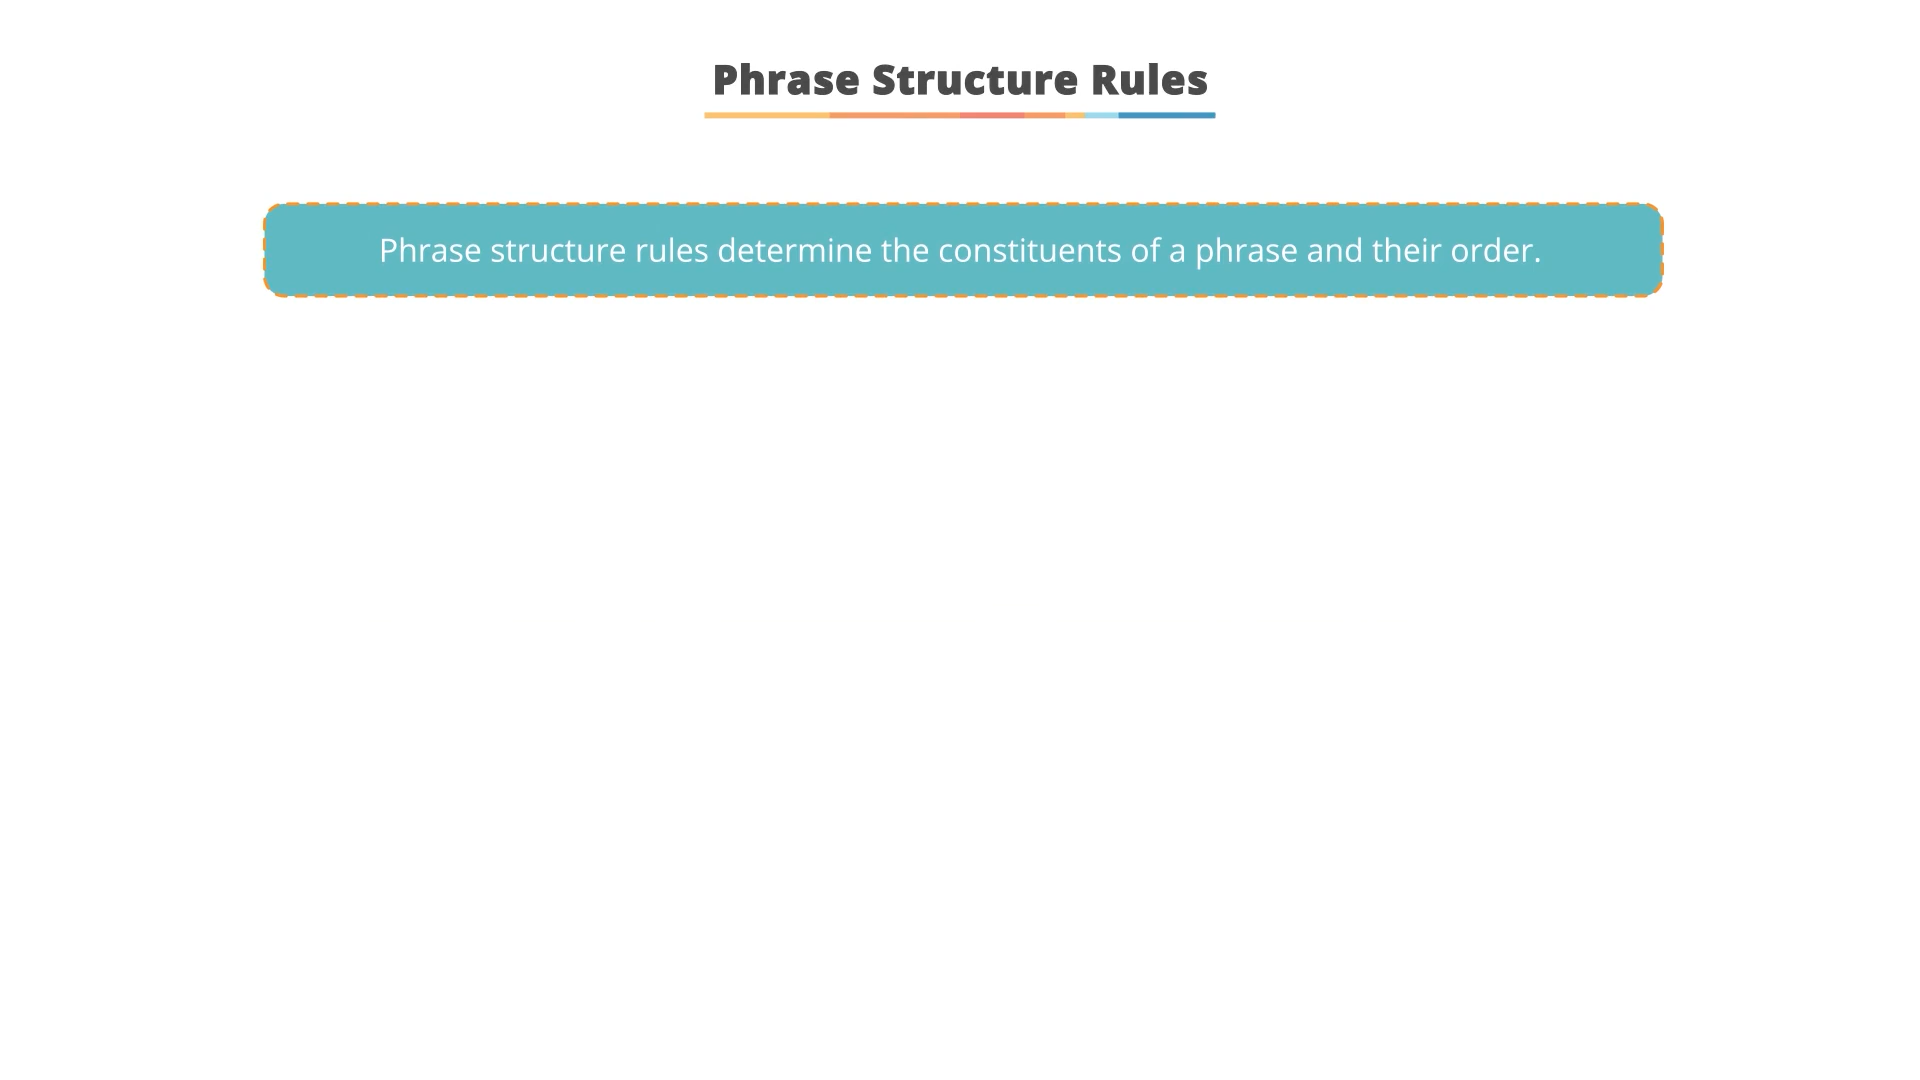 Phrase Structure Rules
Phrase structure rules determine the constituents of a phrase and their order.